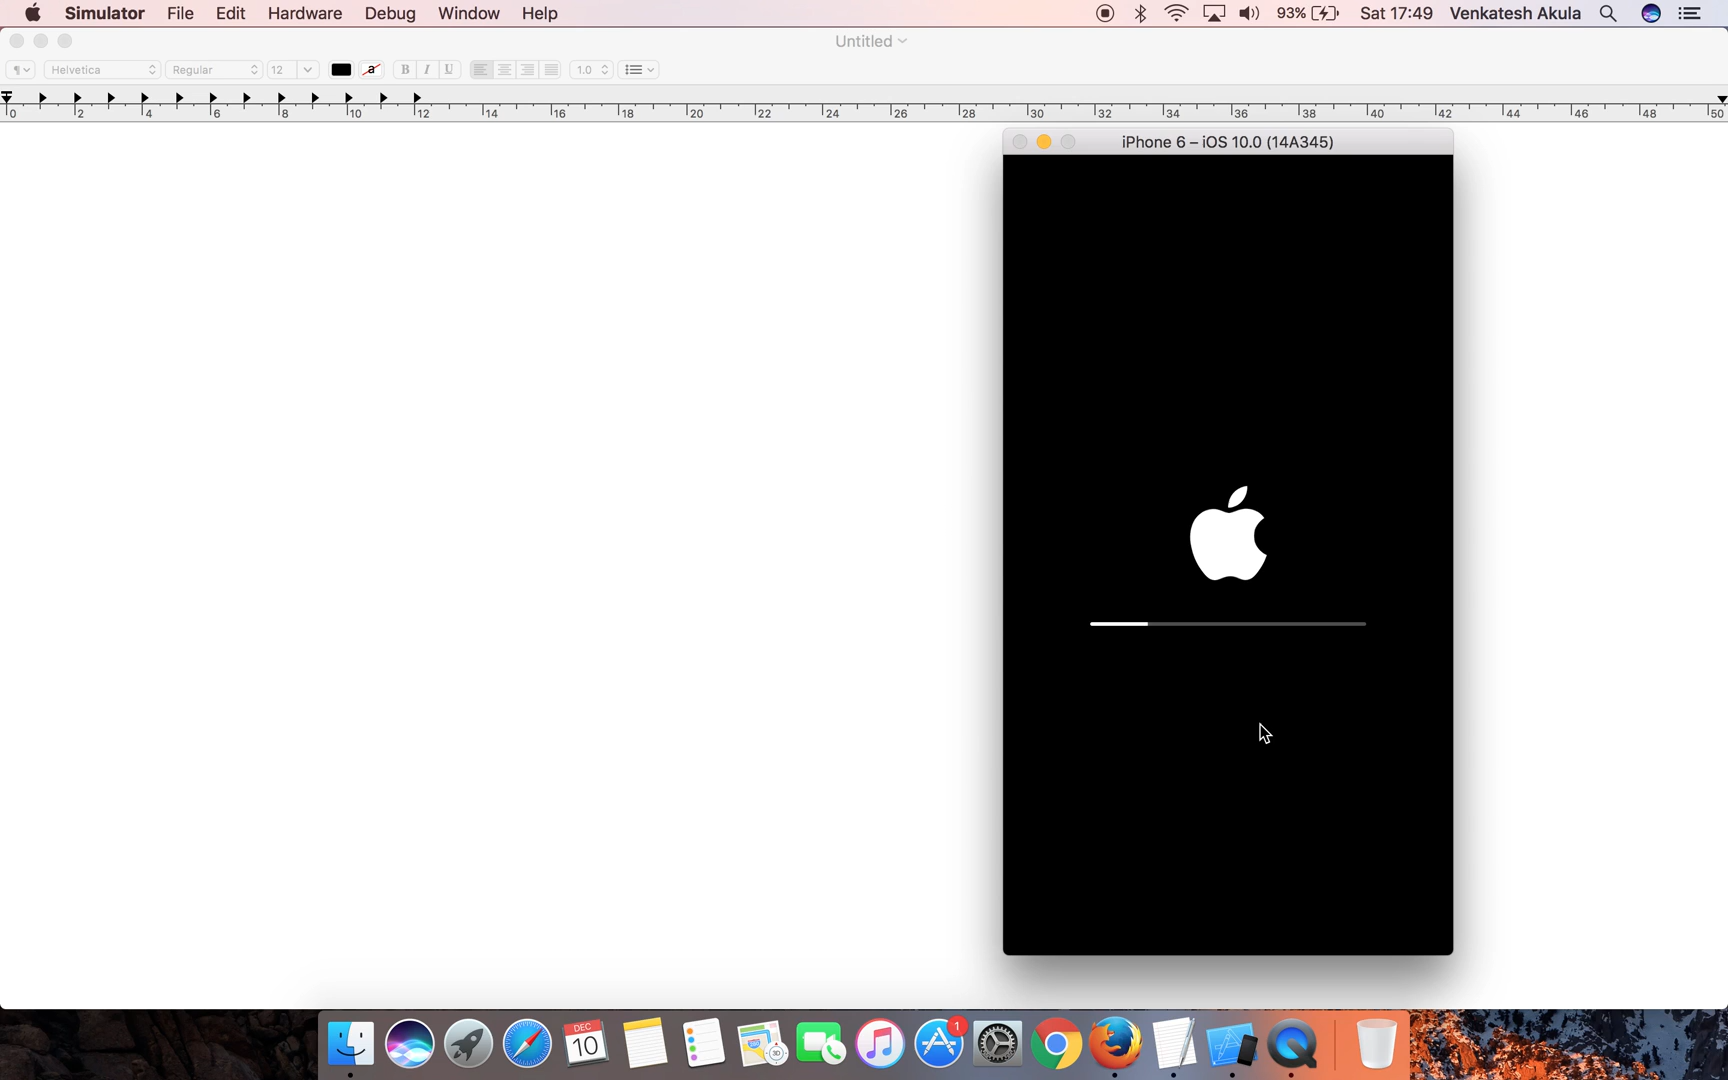 Simulator File Edit Hardware Debug Window Help 93% Sat 17:49 Venkatesh Akula
Untitled
¶ Helvetica Regular 12 a B I U 1.0
0 2 4 6 8 10 12 14 16 18 20 22 24 26 28 30 32 34 36 38 40 42 44 46 48 50
iPhone 6 – iOS 10.0 (14A345)
DEC
10
3D
1